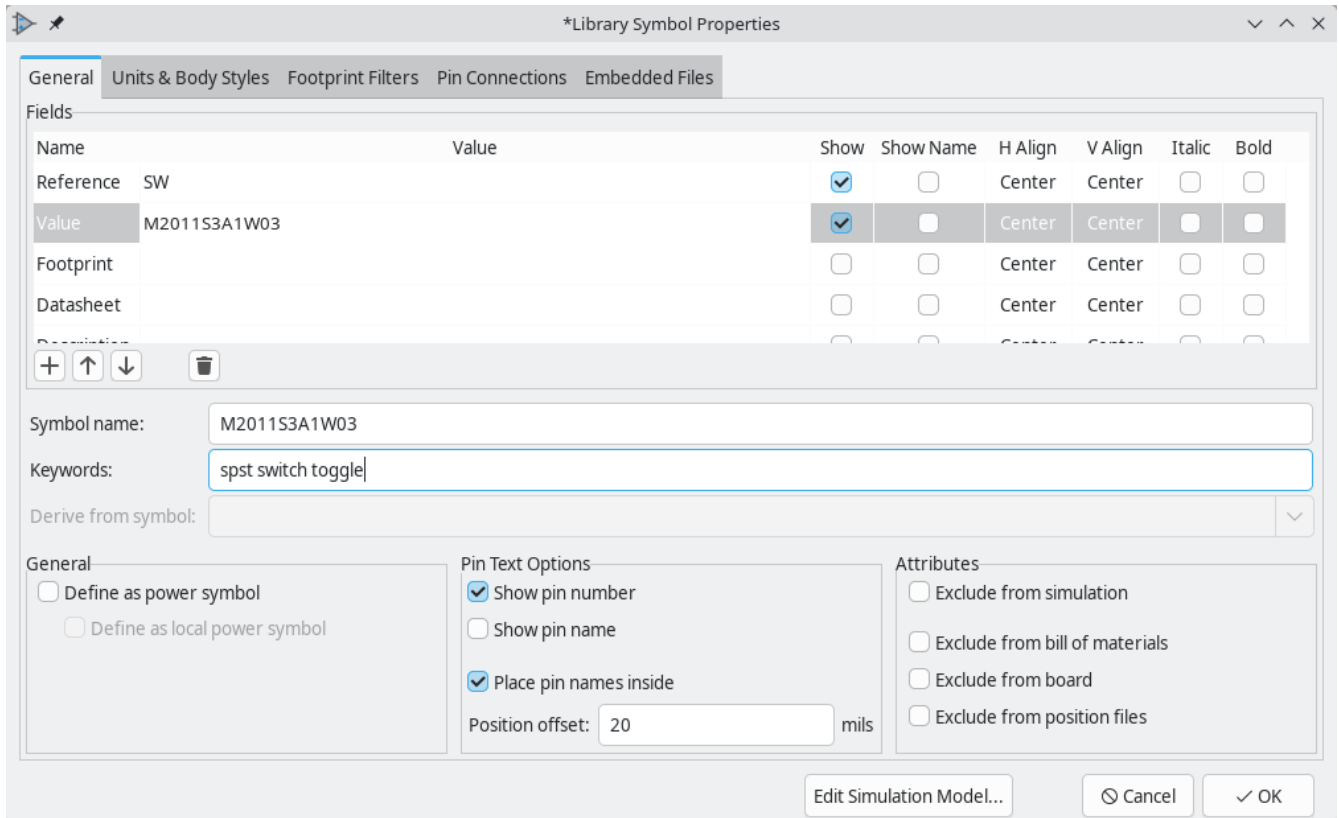 *Library Symbol Properties
General Units & Body Styles Footprint Filters Pin Connections Embedded Files
Fields
Name Value Show Show Name H Align V Align Italic Bold
Reference SW Center Center
Value M2011S3A1W03 Center Center
Footprint Center Center
Datasheet Center Center
Description Center Center
Symbol name: M2011S3A1W03
Keywords: spst switch toggle
Derive from symbol:
General Pin Text Options Attributes
Define as power symbol Show pin number Exclude from simulation
Define as local power symbol Show pin name Exclude from bill of materials
Place pin names inside Exclude from board
Position offset: 20 mils Exclude from position files
Edit Simulation Model... Cancel OK